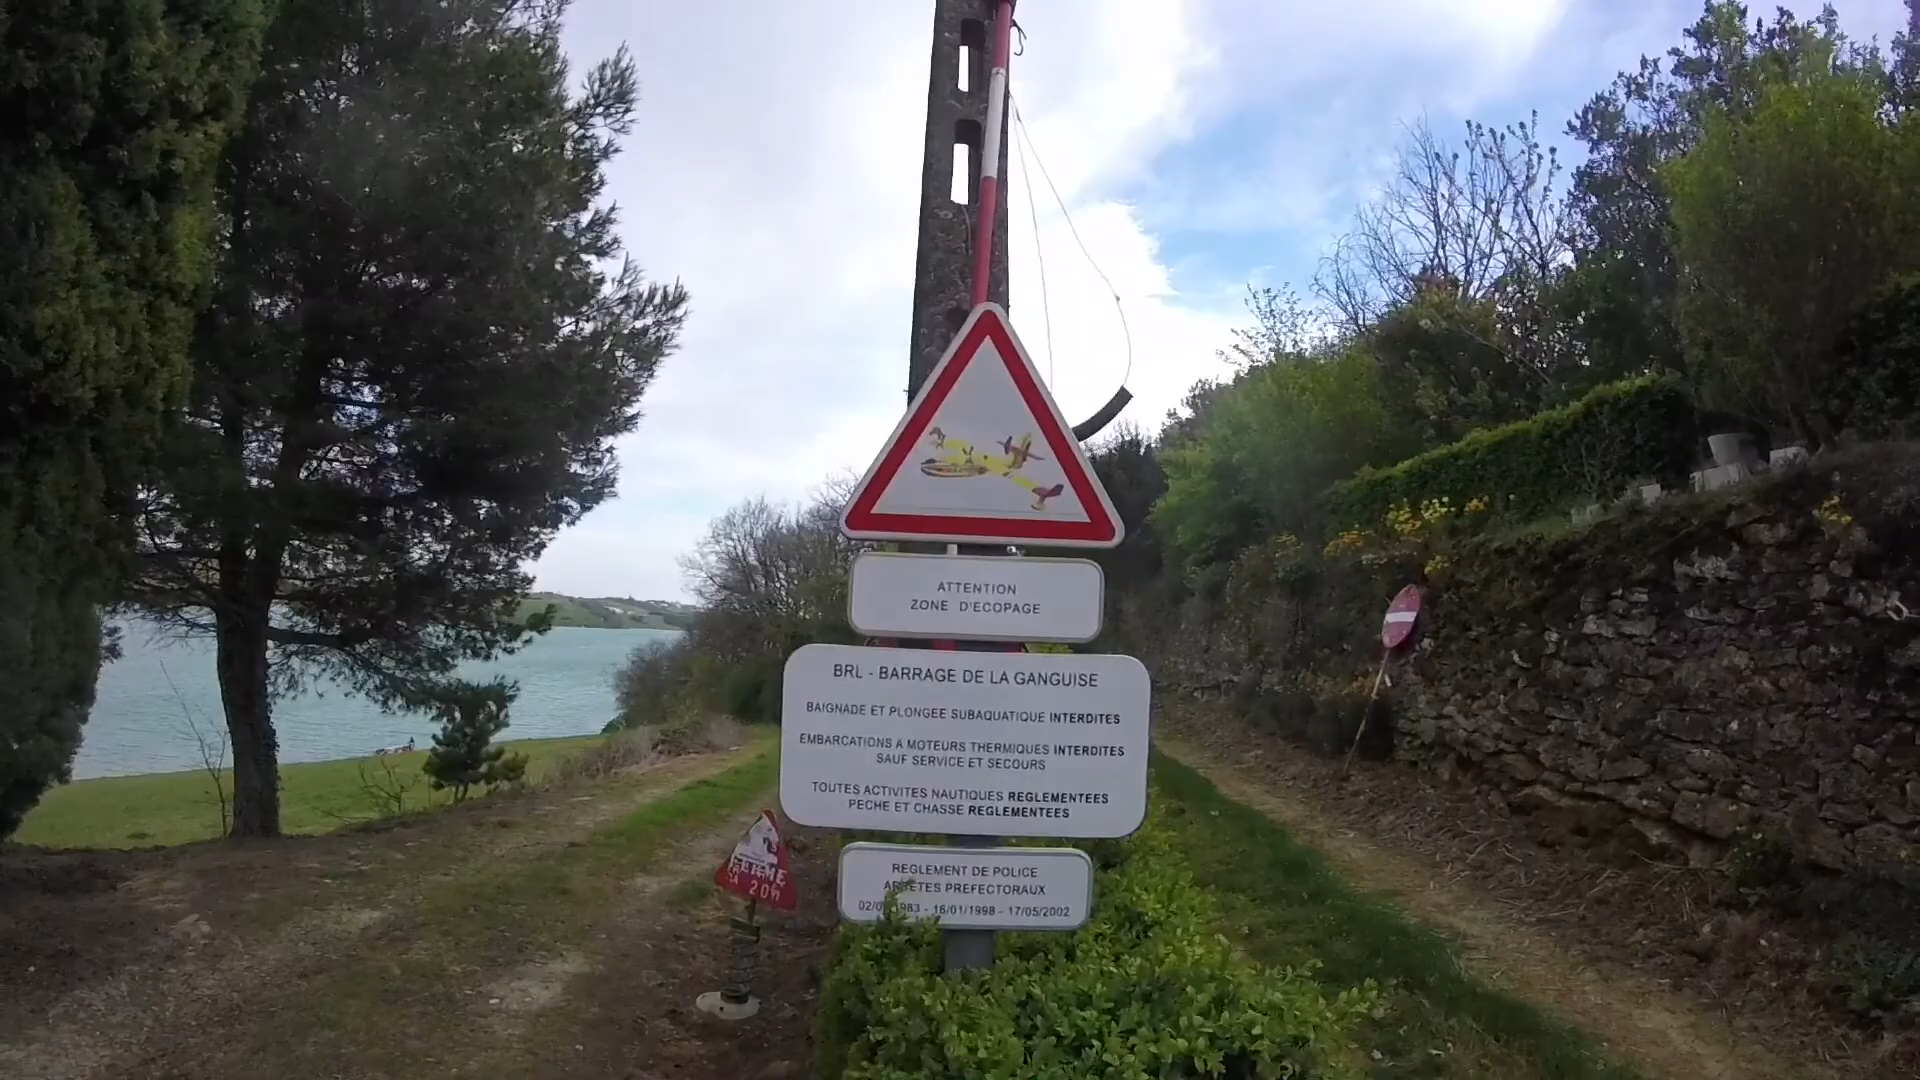 ATTENTION
ZONE D'ECOPAGE
BRL - BARRAGE DE LA GANGUISE
BAIGNADE ET PLONGEE SUBAQUATIQUE INTERDITES
EMBARCATIONS A MOTEURS THERMIQUES INTERDITES
SAUF SERVICE ET SECOURS
TOUTES ACTIVITES NAUTIQUES REGLEMENTEES
PECHE ET CHASSE REGLEMENTEES
REGLEMENT DE POLICE
ARRETES PREFECTORAUX
16/01/1998 - 17/05/2002